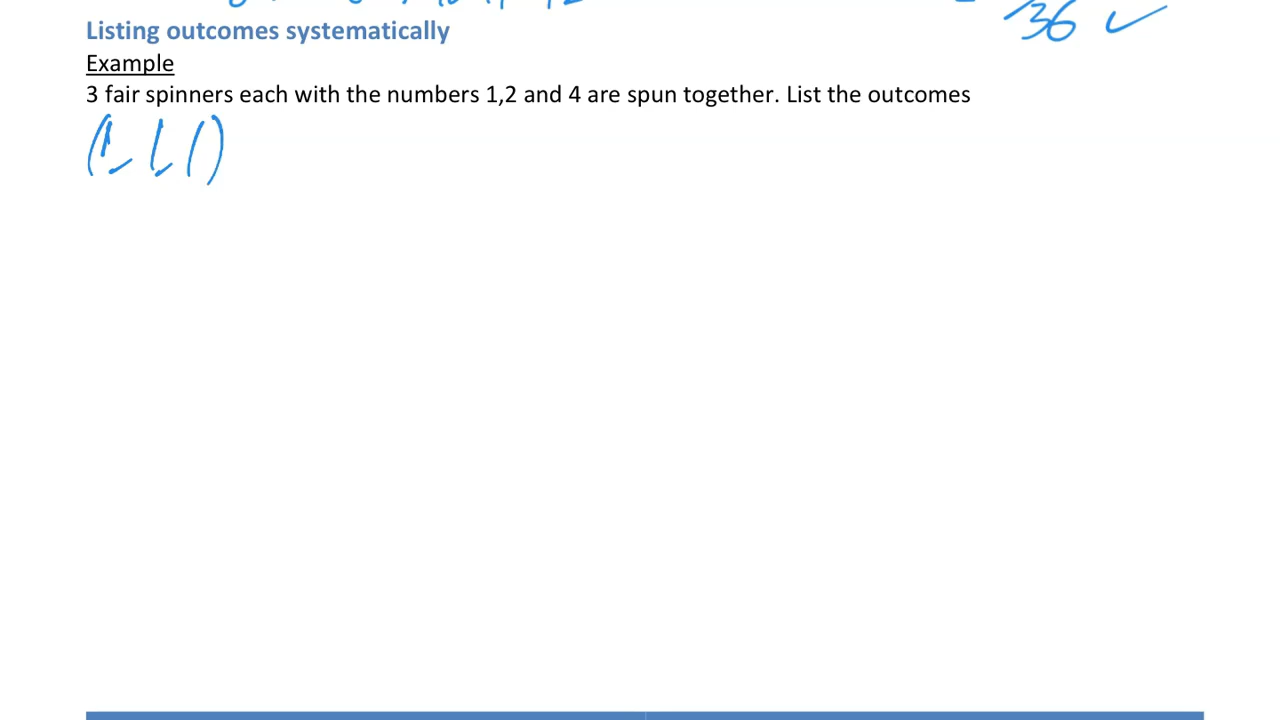 36 ✓
Listing outcomes systematically
Example
3 fair spinners each with the numbers 1,2 and 4 are spun together. List the outcomes
(1, 1, 1)